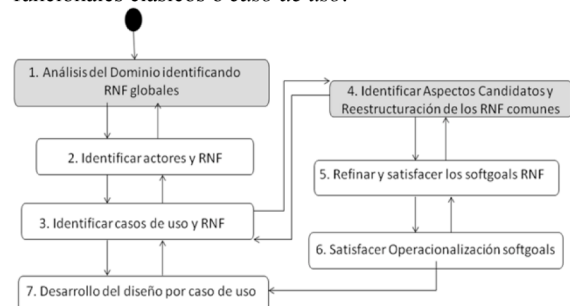 funcionales clásicos o caso de uso.
1. Análisis del Dominio identificando
RNF globales
2. Identificar actores y RNF
3. Identificar casos de uso y RNF
4. Identificar Aspectos Candidatos y
Reestructuración de los RNF comunes
5. Refinar y satisfacer los softgoals RNF
6. Satisfacer Operacionalización softgoals
7. Desarrollo del diseño por caso de uso